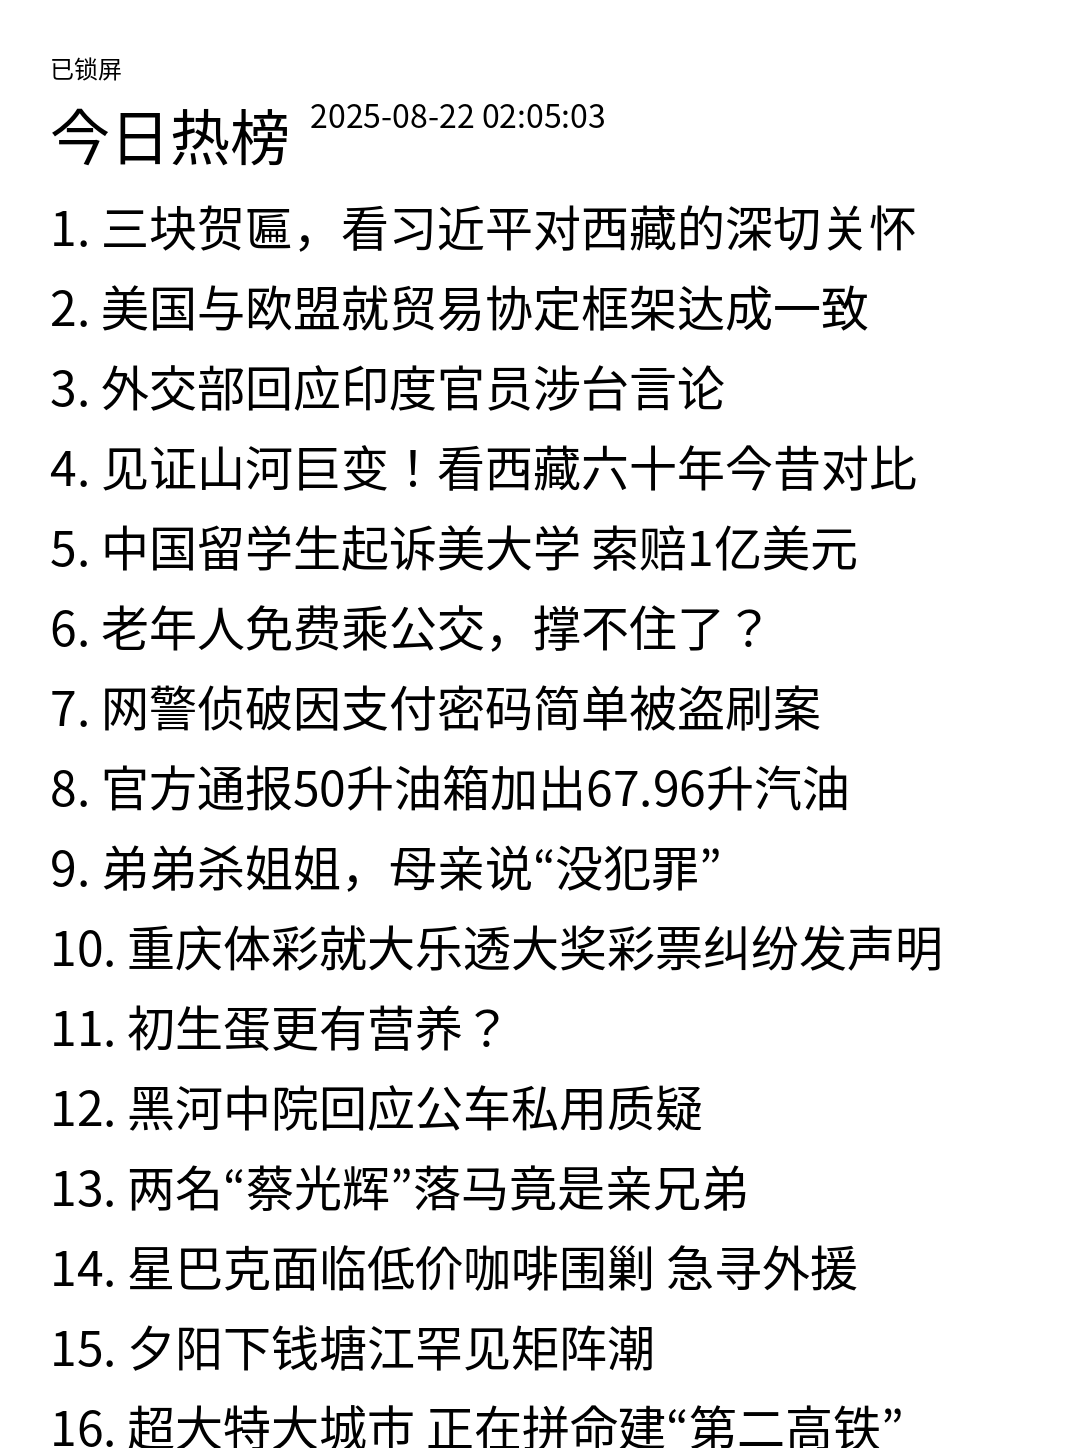 已锁屏
今日热榜 2025-08-22 02:05:03
1. 三块贺匾，看习近平对西藏的深切关怀
2. 美国与欧盟就贸易协定框架达成一致
3. 外交部回应印度官员涉台言论
4. 见证山河巨变！看西藏六十年今昔对比
5. 中国留学生起诉美大学 索赔1亿美元
6. 老年人免费乘公交，撑不住了？
7. 网警侦破因支付密码简单被盗刷案
8. 官方通报50升油箱加出67.96升汽油
9. 弟弟杀姐姐，母亲说“没犯罪”
10. 重庆体彩就大乐透大奖彩票纠纷发声明
11. 初生蛋更有营养？
12. 黑河中院回应公车私用质疑
13. 两名“蔡光辉”落马竟是亲兄弟
14. 星巴克面临低价咖啡围剿 急寻外援
15. 夕阳下钱塘江罕见矩阵潮
16. 超大特大城市 正在拼命建“第二高铁”